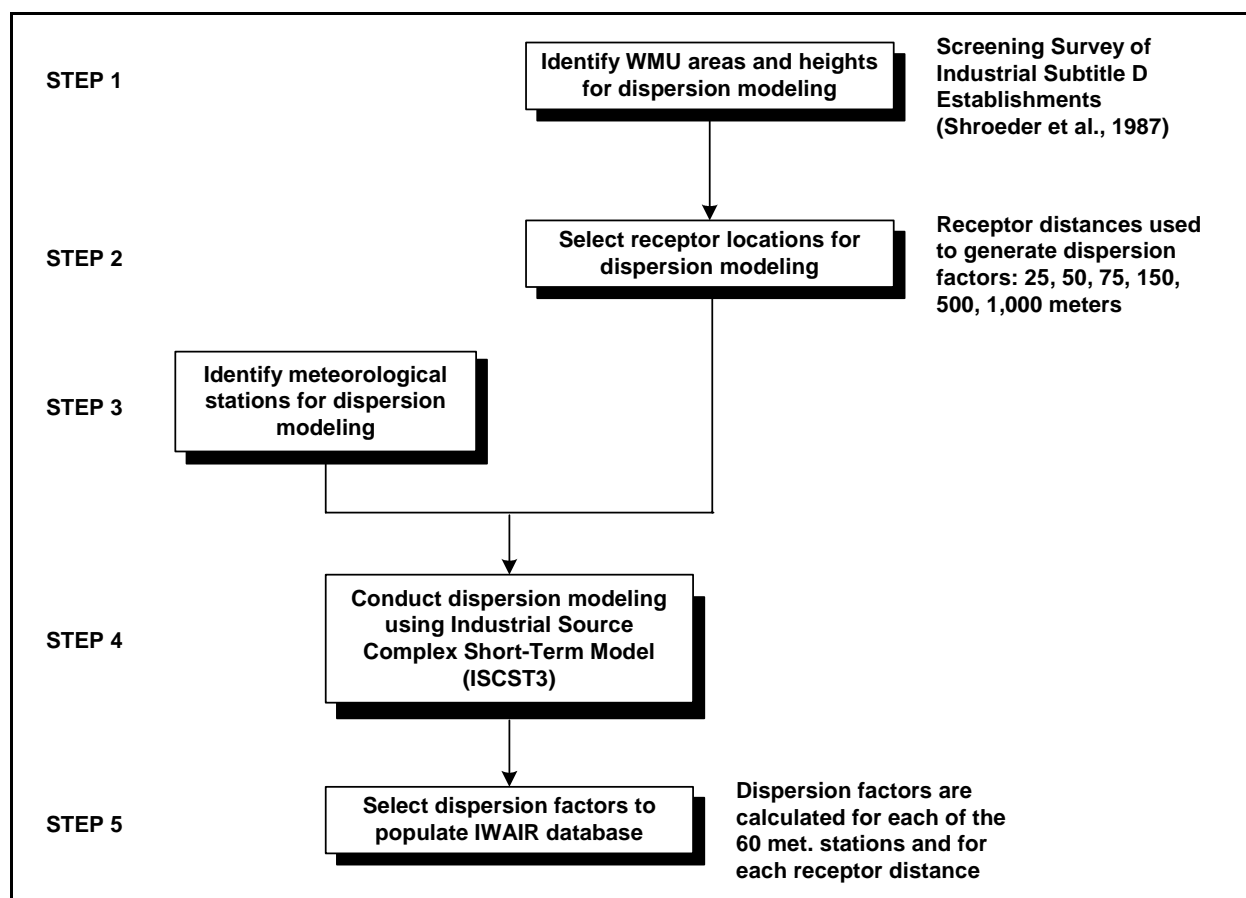 STEP 1
Identify WMU areas and heights
for dispersion modeling
Screening Survey of
Industrial Subtitle D
Establishments
(Shroeder et al., 1987)
STEP 2
Select receptor locations for
dispersion modeling
Receptor distances used
to generate dispersion
factors: 25, 50, 75, 150,
500, 1,000 meters
STEP 3
Identify meteorological
stations for dispersion
modeling
STEP 4
Conduct dispersion modeling
using Industrial Source
Complex Short-Term Model
(ISCST3)
STEP 5
Select dispersion factors to
populate IWAIR database
Dispersion factors are
calculated for each of the
60 met. stations and for
each receptor distance